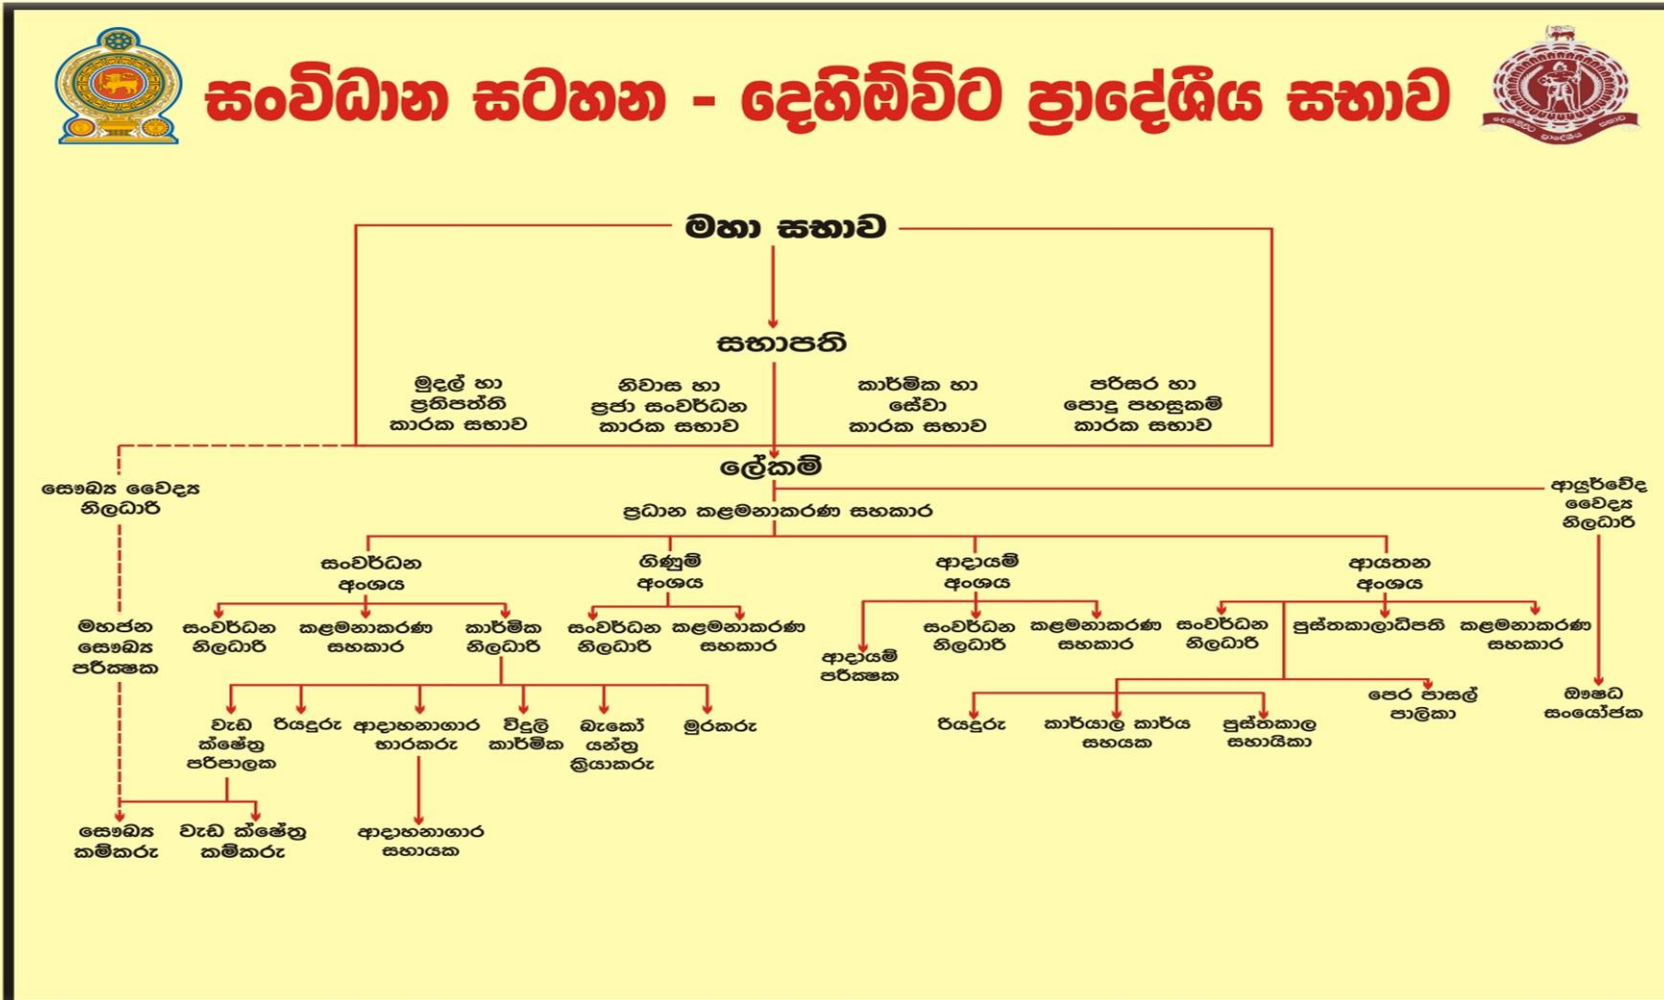 සංවිධාන සටහන - දෙහිඕවිට ප්‍රාදේශීය සභාව
මහා සභාව
සභාපති
මුදල් හා
ප්‍රතිපත්ති
කාරක සභාව
නිවාස හා
ප්‍රජා සංවර්ධන
කාරක සභාව
කාර්මික හා
සේවා
කාරක සභාව
පරිසර හා
පොදු පහසුකම්
කාරක සභාව
ලේකම්
සෞඛ්‍ය වෛද්‍ය
නිලධාරි
ආයුර්වේද
වෛද්‍ය
නිලධාරි
ප්‍රධාන කළමනාකරණ සහකාර
සංවර්ධන
අංශය
ගිණුම්
අංශය
ආදායම්
අංශය
ආයතන
අංශය
මහජන
සෞඛ්‍ය
පරීක්‍ෂක
සංවර්ධන
නිලධාරි
කළමනාකරණ
සහකාර
කාර්මික
නිලධාරි
සංවර්ධන
නිලධාරි
කළමනාකරණ
සහකාර
ආදායම්
පරීක්‍ෂක
සංවර්ධන
නිලධාරි
කළමනාකරණ
සහකාර
සංවර්ධන
නිලධාරි
පුස්තකාලාධිපති
කළමනාකරණ
සහකාර
වැඩ
ක්ෂේත්‍ර
පරිපාලක
රියදුරු
ආදාහනාගාර
භාරකරු
විදුලි
කාර්මික
බැකෝ
යන්ත්‍ර
ක්‍රියාකරු
මුරකරු
රියදුරු
කාර්යාල කාර්ය
සහයක
පුස්තකාල
සහායිකා
පෙර පාසල්
පාලිකා
ඖෂධ
සංයෝජක
සෞඛ්‍ය
කම්කරු
වැඩ ක්ෂේත්‍ර
කම්කරු
ආදාහනාගාර
සහායක